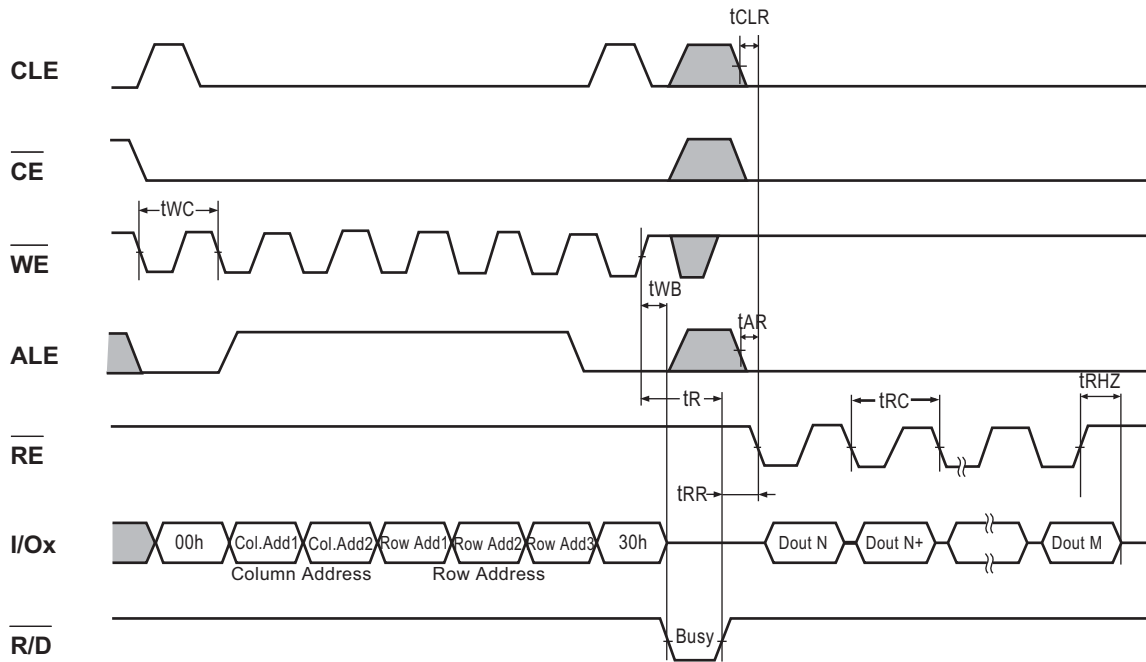 tCLR
CLE
CE
tWC
WE
tWB
tAR
ALE
tR
tRC
tRHZ
RE
tRR
I/Ox
00h Col.Add1 Col.Add2 Row Add1 Row Add2 Row Add3 30h Dout N Dout N+ Dout M
Column Address Row Address
Busy
R/D